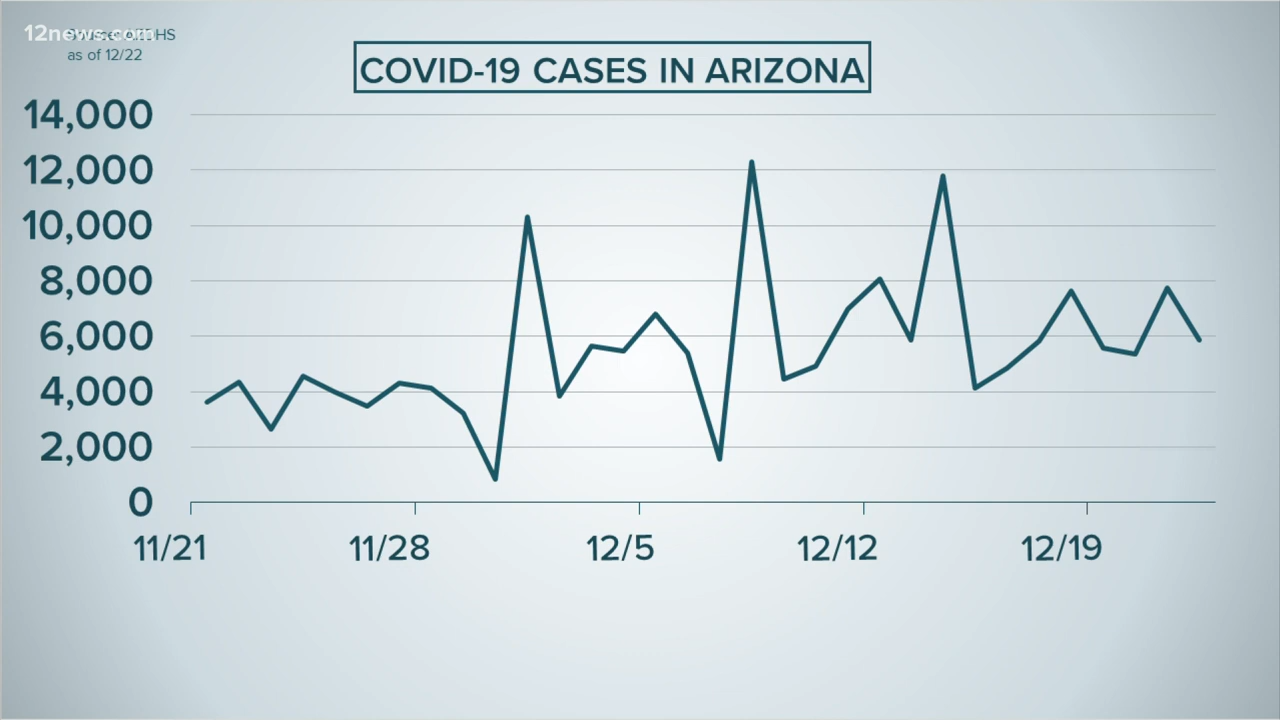 12news.com
as of 12/22
COVID-19 CASES IN ARIZONA
14,000
12,000
10,000
8,000
6,000
4,000
2,000
0
11/21 11/28 12/5 12/12 12/19